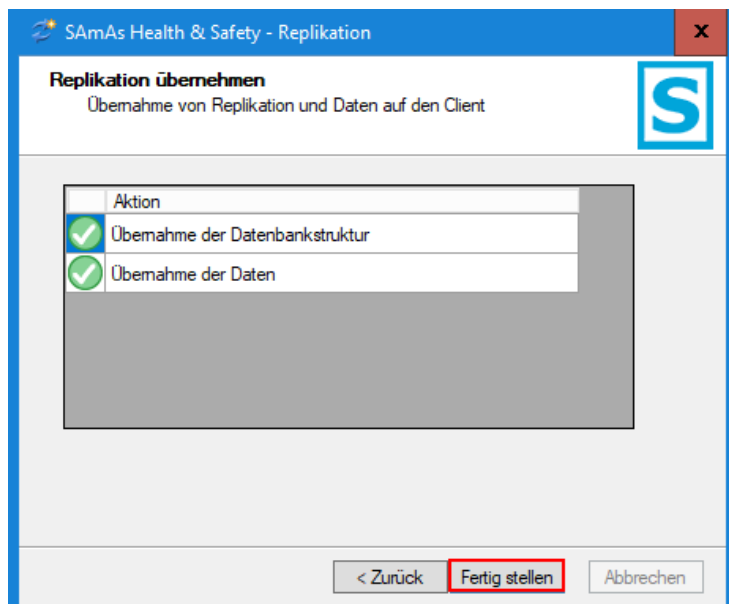 SAmAs Health & Safety - Replikation
x
Replikation übernehmen
Übernahme von Replikation und Daten auf den Client
S
Aktion
Übernahme der Datenbankstruktur
Übernahme der Daten
< Zurück Fertig stellen Abbrechen